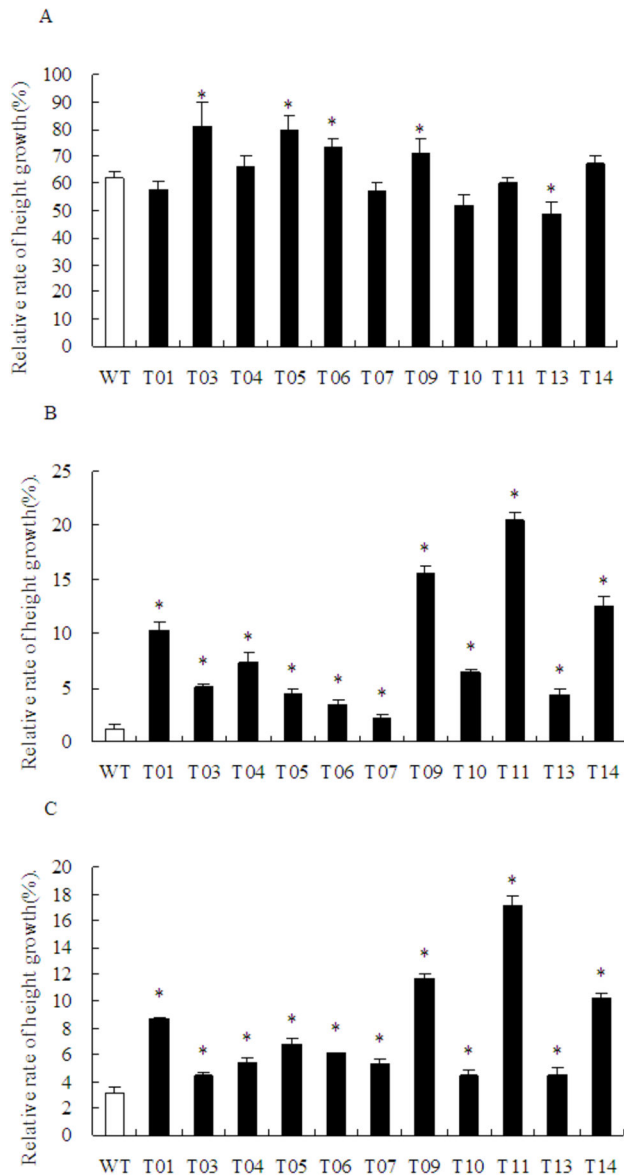 A
Relative rate of height growth(%)
100
90
80
70
60
50
40
30
20
10
0
* * * * *
WT T01 T03 T04 T05 T06 T07 T09 T10 T11 T13 T14
B
Relative rate of height growth(%).
25
20
15
10
5
0
* * * * * * * * * * *
WT T01 T03 T04 T05 T06 T07 T09 T10 T11 T13 T14
C
Relative rate of height growth(%).
20
18
16
14
12
10
8
6
4
2
0
* * * * * * * * * * *
WT T01 T03 T04 T05 T06 T07 T09 T10 T11 T13 T14